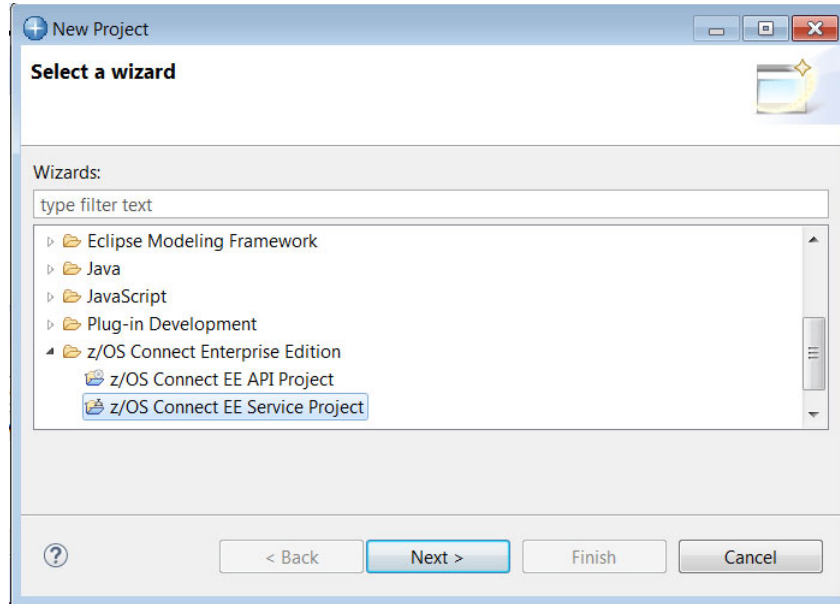 New Project
Select a wizard
Wizards:
type filter text
Eclipse Modeling Framework
Java
JavaScript
Plug-in Development
z/OS Connect Enterprise Edition
z/OS Connect EE API Project
z/OS Connect EE Service Project
? < Back Next > Finish Cancel